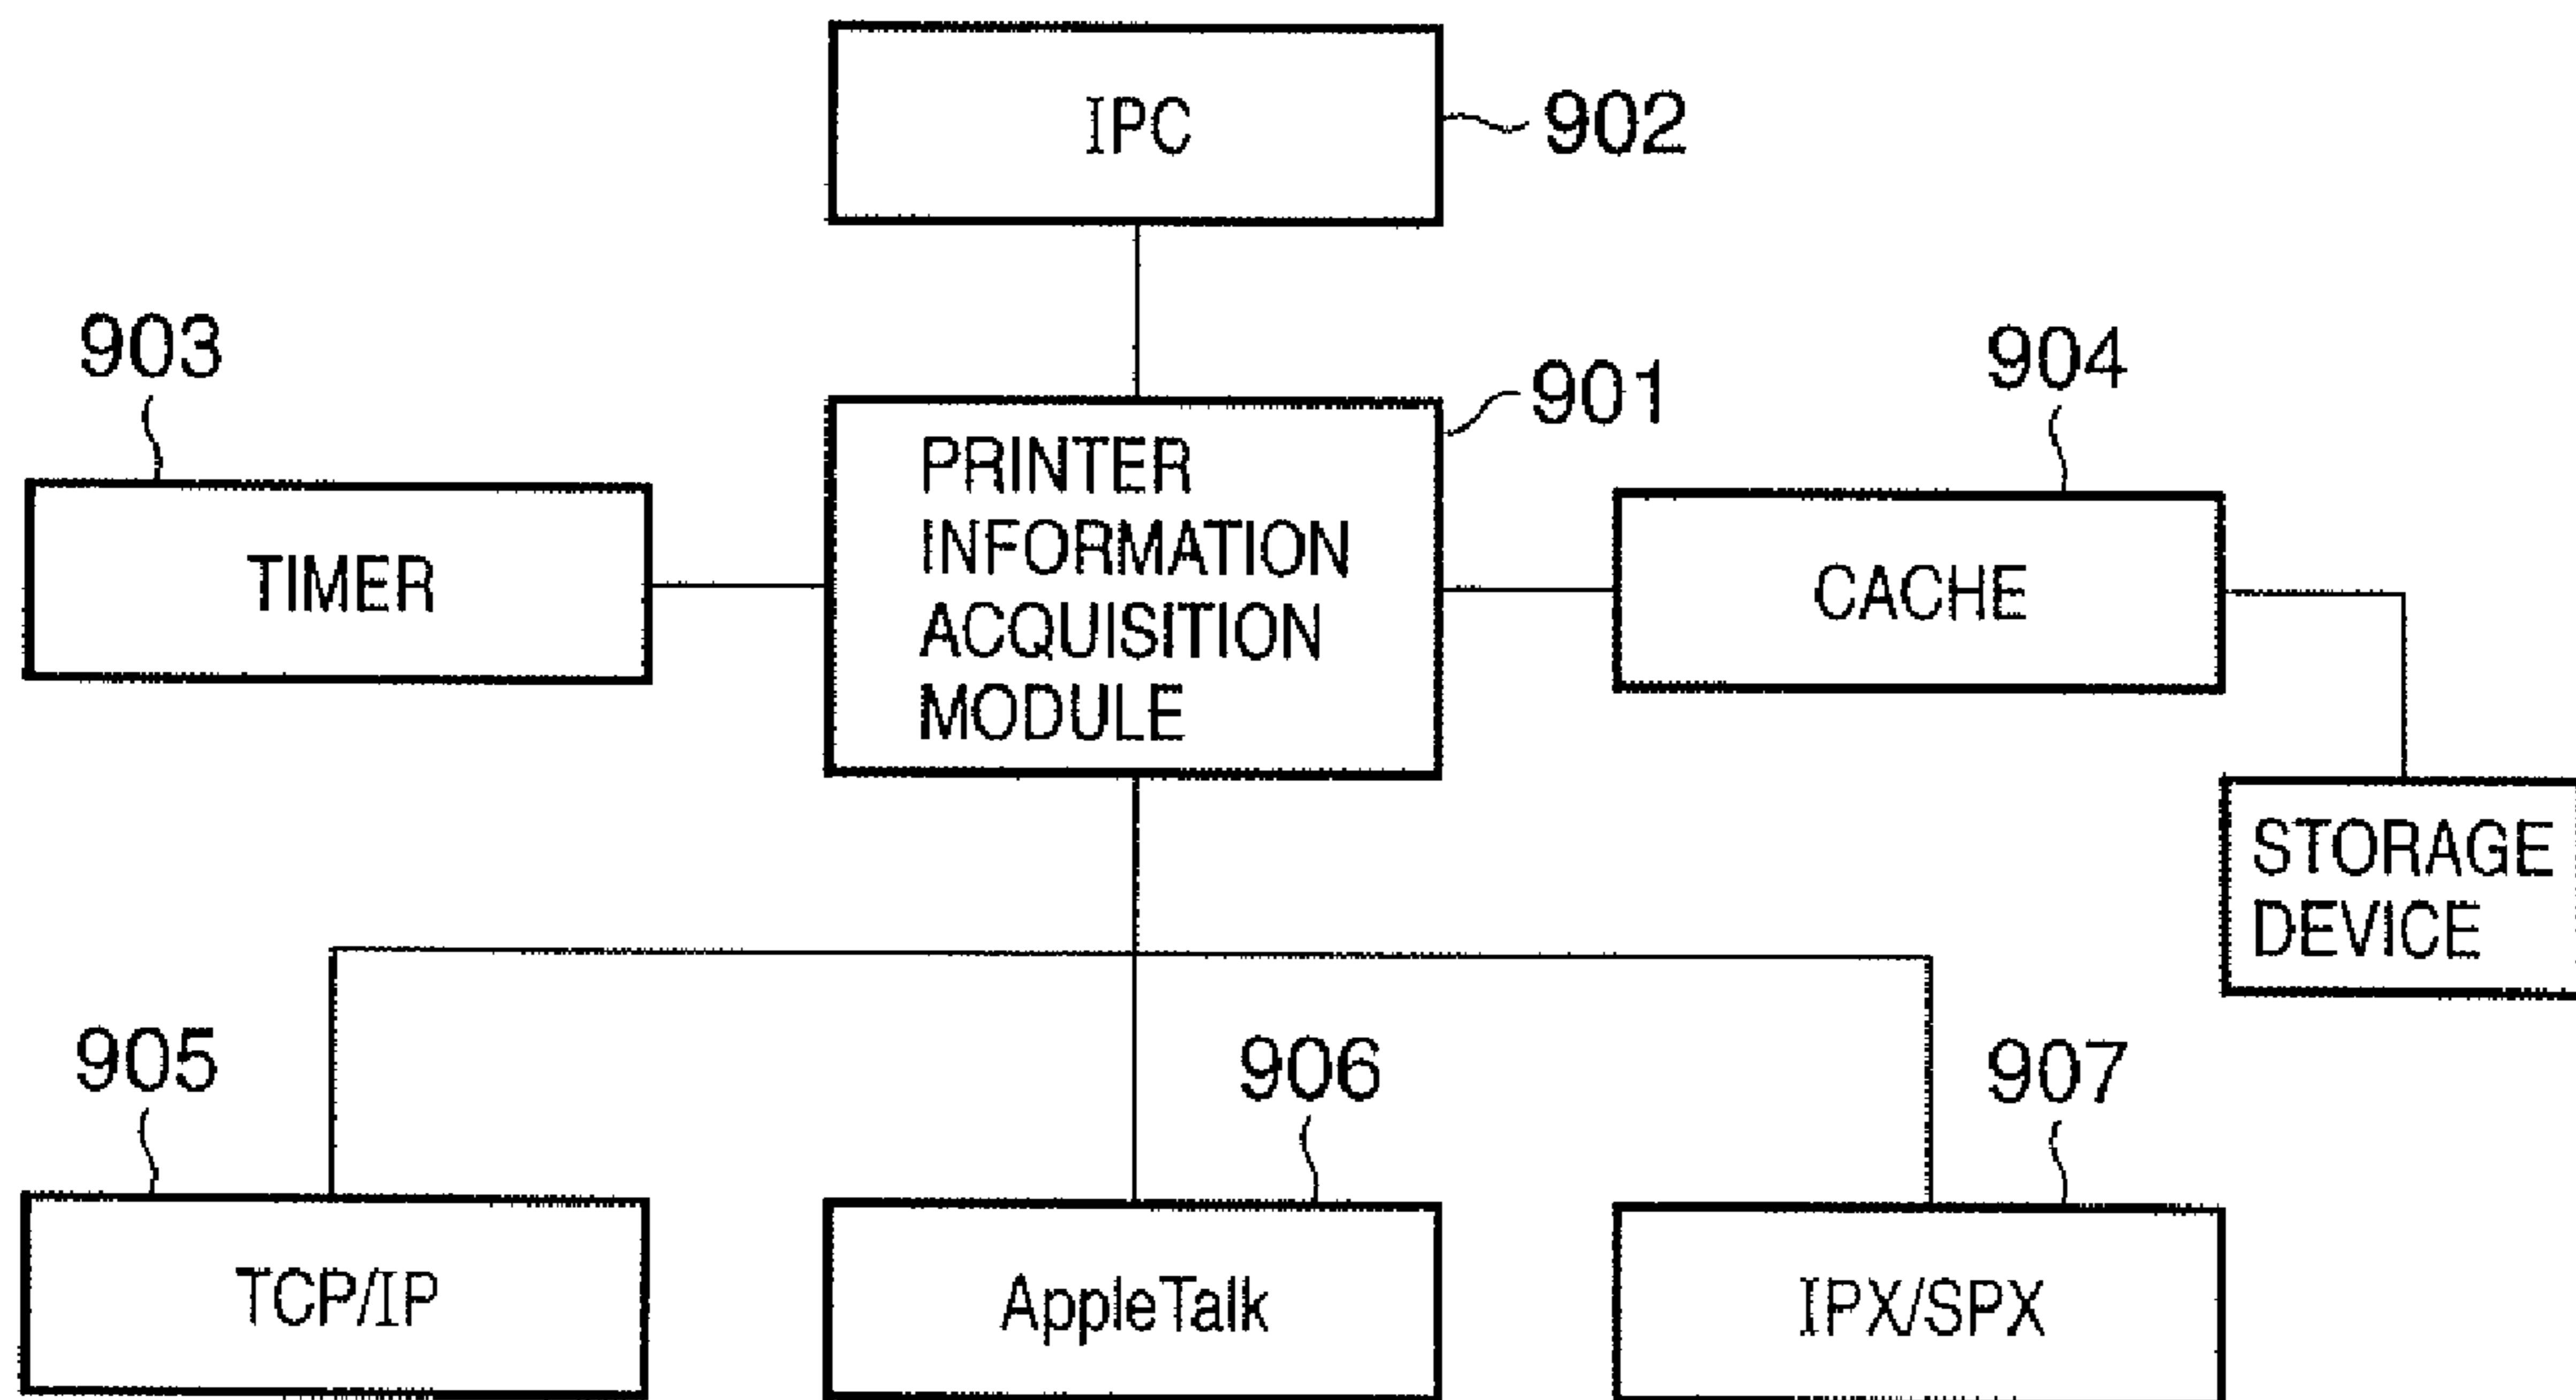 IPC
902
903
901
904
PRINTER
INFORMATION
ACQUISITION
MODULE
TIMER
CACHE
STORAGE
DEVICE
905
906
907
TCP/IP
AppleTalk
IPX/SPX